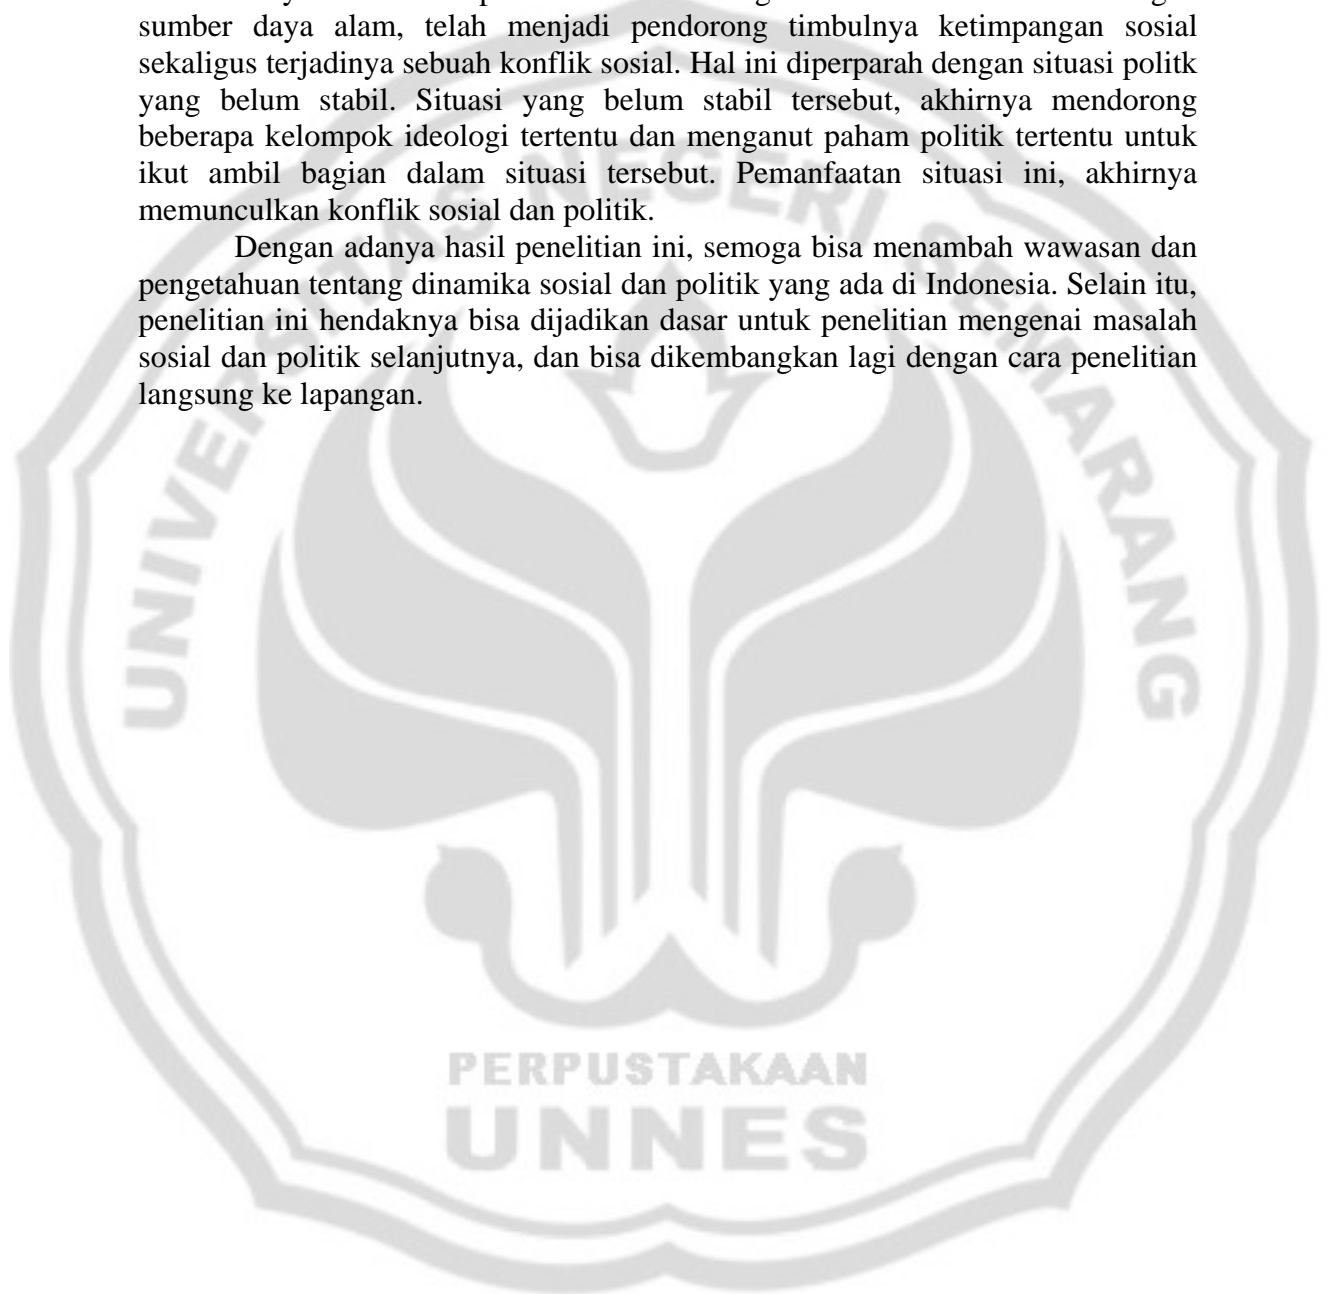 sumber daya alam, telah menjadi pendorong timbulnya ketimpangan sosial
sekaligus terjadinya sebuah konflik sosial. Hal ini diperparah dengan situasi politk
yang belum stabil. Situasi yang belum stabil tersebut, akhirnya mendorong
beberapa kelompok ideologi tertentu dan menganut paham politik tertentu untuk
ikut ambil bagian dalam situasi tersebut. Pemanfaatan situasi ini, akhirnya
memunculkan konflik sosial dan politik.
Dengan adanya hasil penelitian ini, semoga bisa menambah wawasan dan
pengetahuan tentang dinamika sosial dan politik yang ada di Indonesia. Selain itu,
penelitian ini hendaknya bisa dijadikan dasar untuk penelitian mengenai masalah
sosial dan politik selanjutnya, dan bisa dikembangkan lagi dengan cara penelitian
langsung ke lapangan.
UNIVERSITAS NEGERI SEMARANG
PERPUSTAKAAN
UNNES